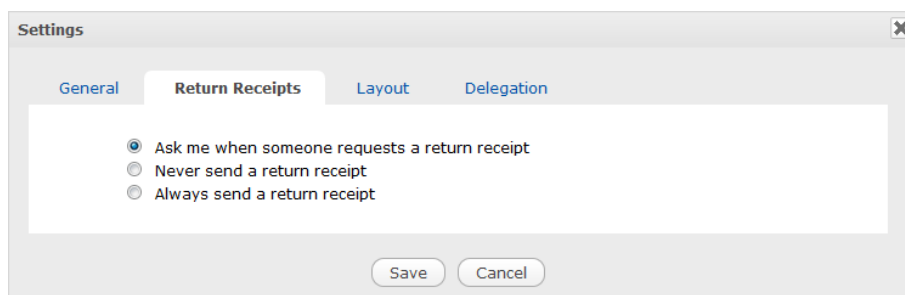 Settings
General Return Receipts Layout Delegation
Ask me when someone requests a return receipt
Never send a return receipt
Always send a return receipt
Save Cancel